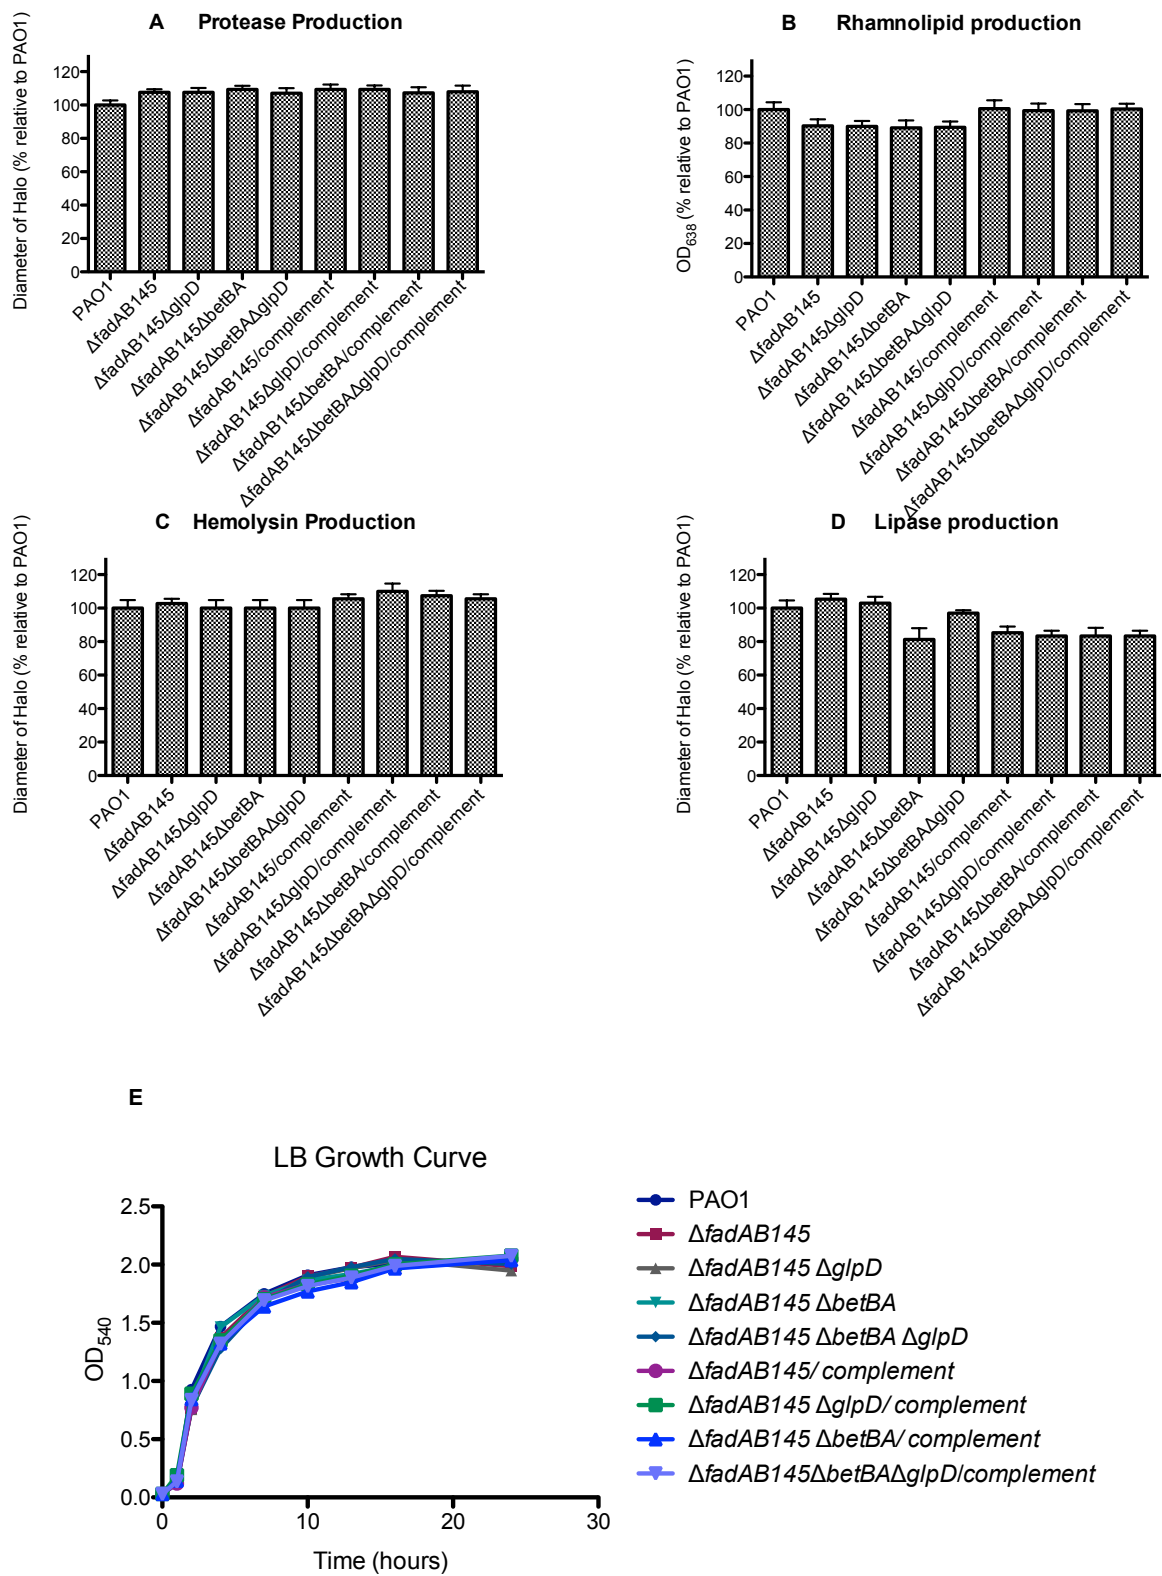 A Protease Production
Diameter of Halo (% relative to PAO1)
120
100
80
60
40
20
0
PAO1
ΔfadAB145
ΔfadAB145ΔglpD
ΔfadAB145ΔbetBA
ΔfadAB145ΔbetBAΔglpD
ΔfadAB145/complement
ΔfadAB145ΔglpD/complement
ΔfadAB145ΔbetBA/complement
ΔfadAB145ΔbetBAΔglpD/complement
B Rhamnolipid production
OD638 (% relative to PAO1)
120
100
80
60
40
20
0
PAO1
ΔfadAB145
ΔfadAB145ΔglpD
ΔfadAB145ΔbetBA
ΔfadAB145ΔbetBAΔglpD
ΔfadAB145/complement
ΔfadAB145ΔglpD/complement
ΔfadAB145ΔbetBA/complement
ΔfadAB145ΔbetBAΔglpD/complement
C Hemolysin Production
Diameter of Halo (% relative to PAO1)
120
100
80
60
40
20
0
PAO1
ΔfadAB145
ΔfadAB145ΔglpD
ΔfadAB145ΔbetBA
ΔfadAB145ΔbetBAΔglpD
ΔfadAB145/complement
ΔfadAB145ΔglpD/complement
ΔfadAB145ΔbetBA/complement
ΔfadAB145ΔbetBAΔglpD/complement
D Lipase production
Diameter of Halo (% relative to PAO1)
120
100
80
60
40
20
0
PAO1
ΔfadAB145
ΔfadAB145ΔglpD
ΔfadAB145ΔbetBA
ΔfadAB145ΔbetBAΔglpD
ΔfadAB145/complement
ΔfadAB145ΔglpD/complement
ΔfadAB145ΔbetBA/complement
ΔfadAB145ΔbetBAΔglpD/complement
E
LB Growth Curve
OD540
2.5
2.0
1.5
1.0
0.5
0.0
0 10 20 30
Time (hours)
PAO1
ΔfadAB145
ΔfadAB145 ΔglpD
ΔfadAB145 ΔbetBA
ΔfadAB145 ΔbetBA ΔglpD
ΔfadAB145/ complement
ΔfadAB145 ΔglpD/ complement
ΔfadAB145 ΔbetBA/ complement
ΔfadAB145ΔbetBAΔglpD/complement